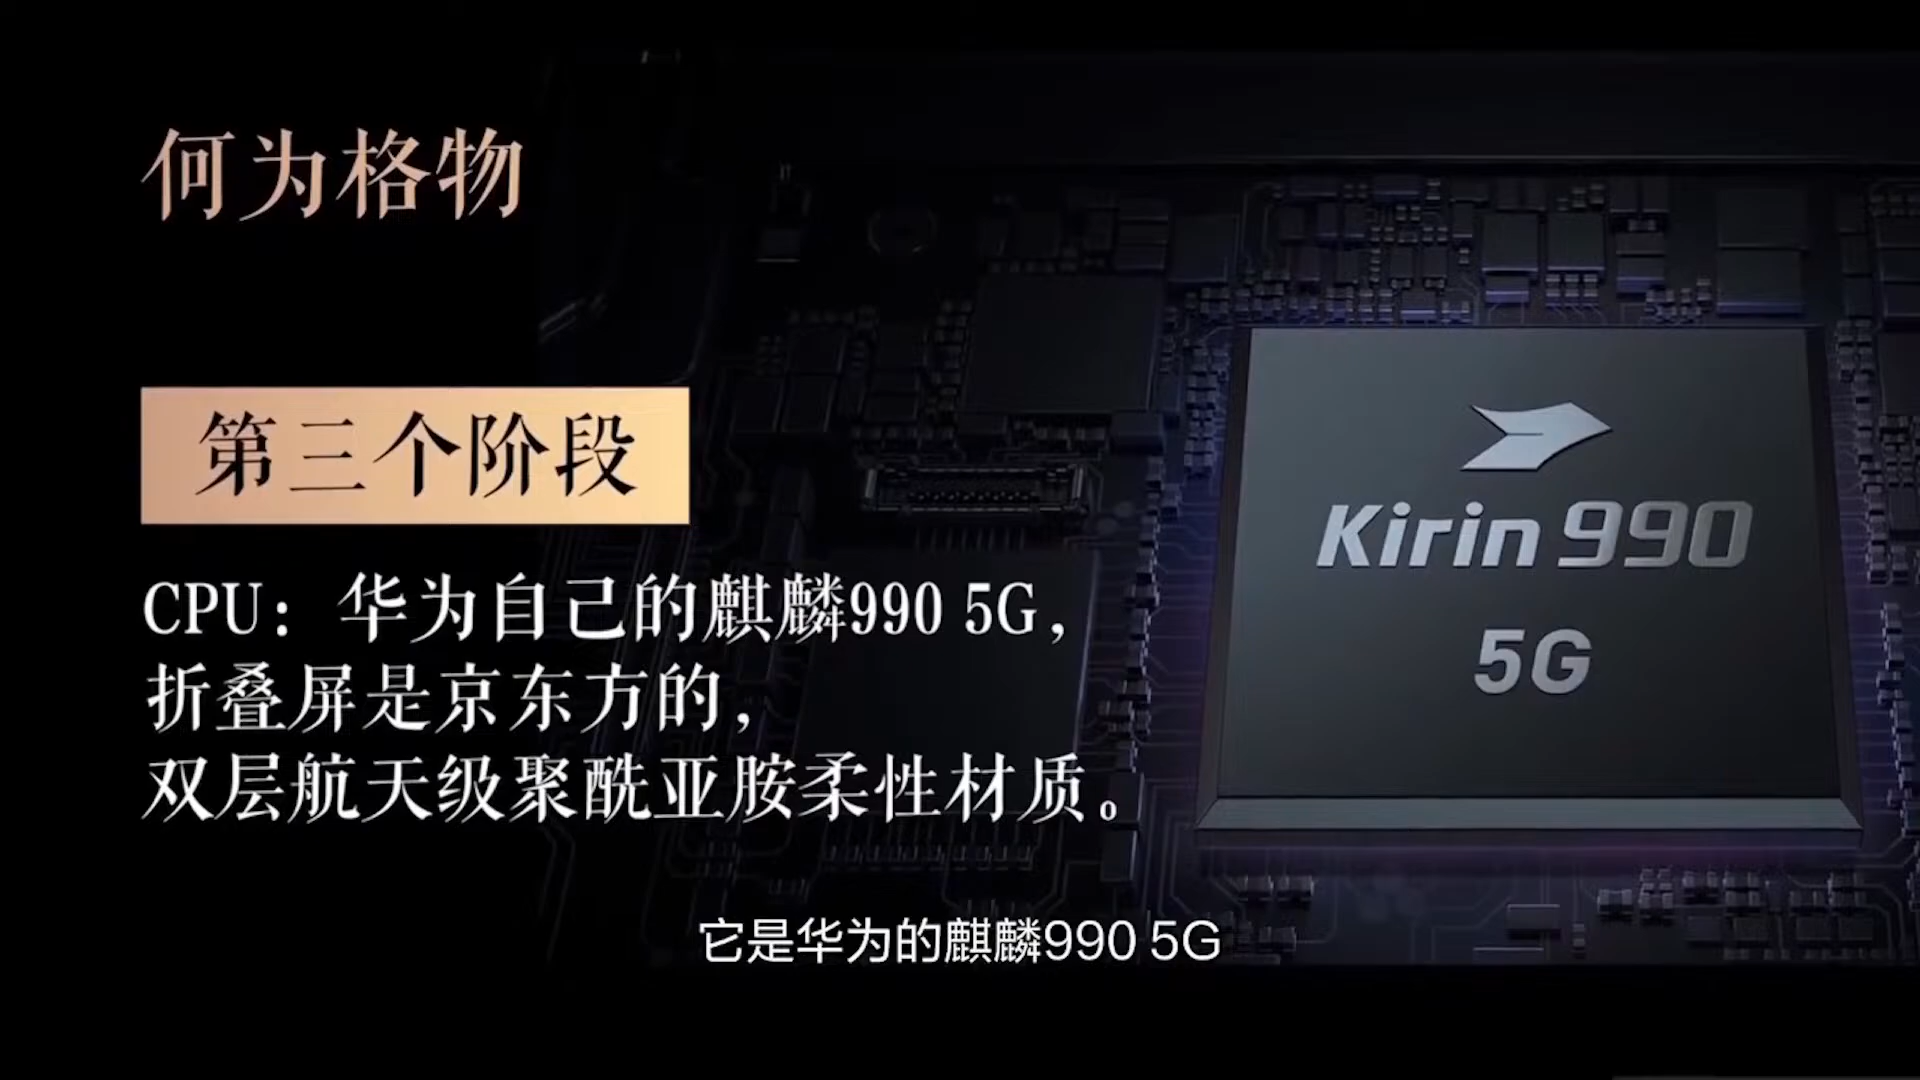 何为格物
第三个阶段
CPU：华为自己的麒麟990 5G，
折叠屏是京东方的，
双层航天级聚酰亚胺柔性材质。
Kirin 990
5G
它是华为的麒麟990 5G